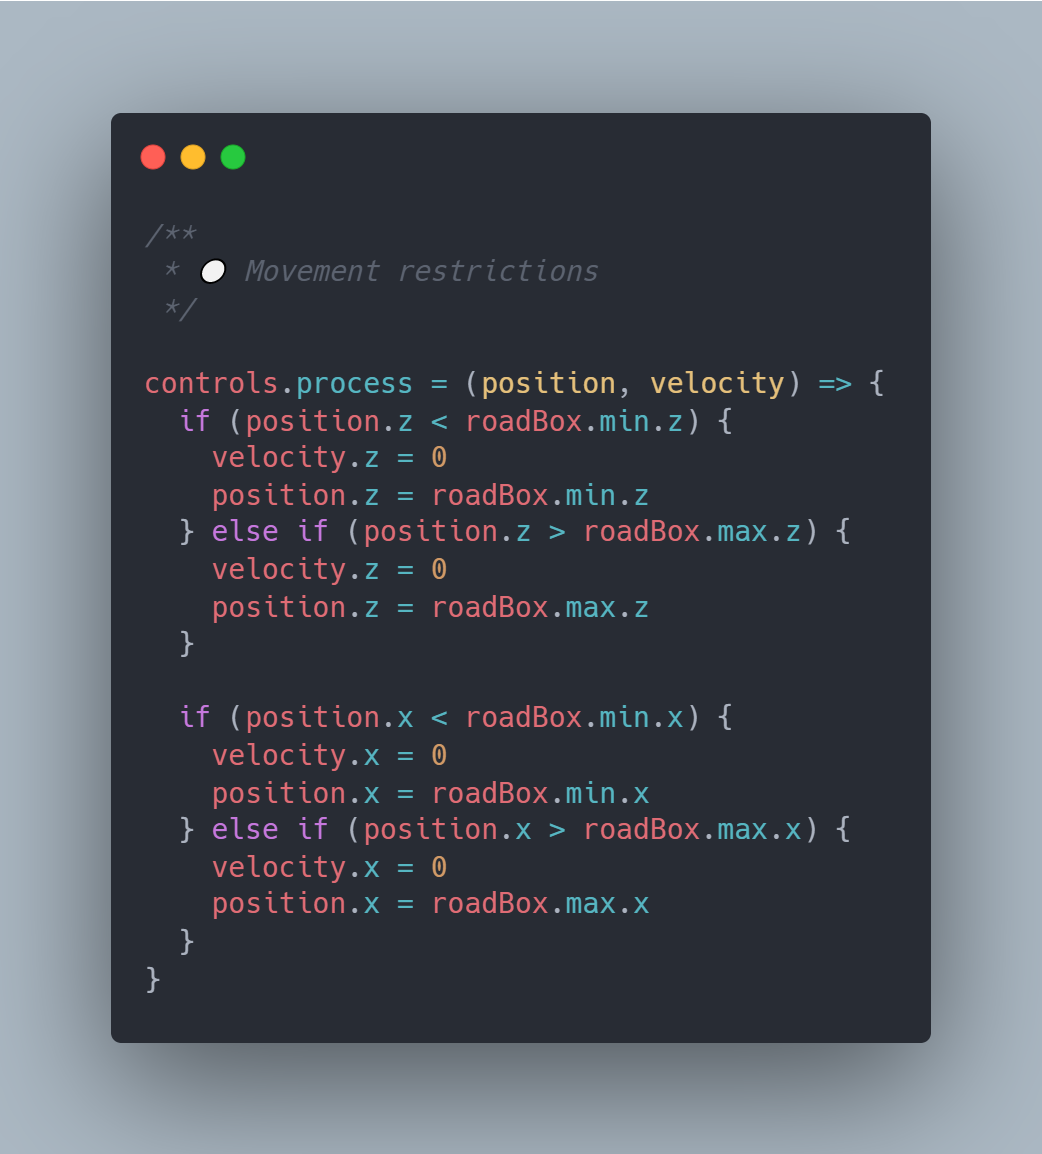 /**
 * ⚪ Movement restrictions
 */

controls.process = (position, velocity) => {
  if (position.z < roadBox.min.z) {
    velocity.z = 0
    position.z = roadBox.min.z
  } else if (position.z > roadBox.max.z) {
    velocity.z = 0
    position.z = roadBox.max.z
  }

  if (position.x < roadBox.min.x) {
    velocity.x = 0
    position.x = roadBox.min.x
  } else if (position.x > roadBox.max.x) {
    velocity.x = 0
    position.x = roadBox.max.x
  }
}